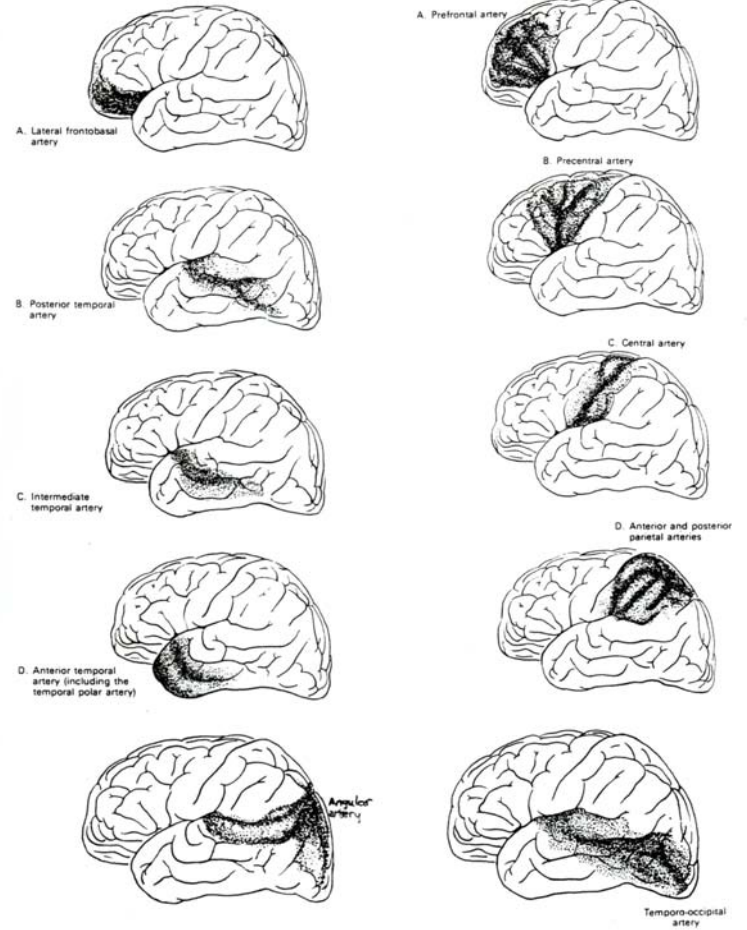 A. Lateral frontobasal
artery
B. Posterior temporal
artery
C. Intermediate
temporal artery
D. Anterior temporal
artery (including the
temporal polar artery)
Angular
artery
A. Prefrontal artery
B. Precentral artery
C. Central artery
D. Anterior and posterior
parietal arteries
Temporo-occipital
artery